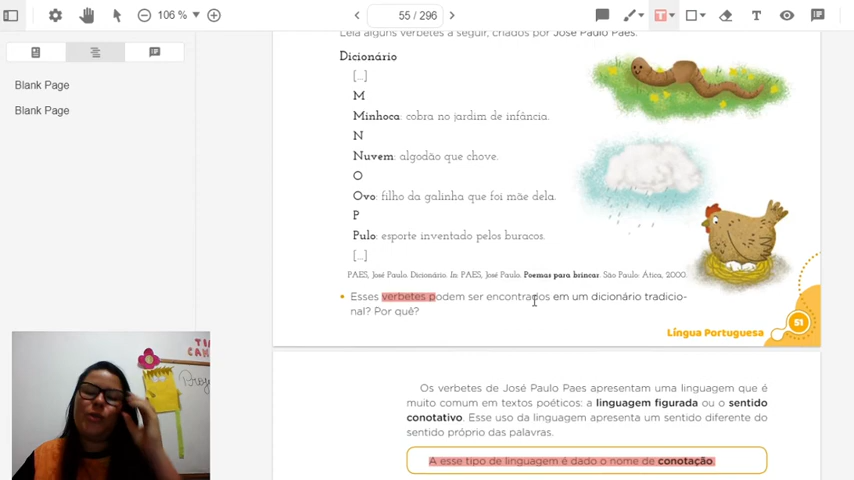 106 %
55 / 296
Blank Page
Blank Page
Leia alguns verbetes a seguir, criados por José Paulo Paes.
Dicionário
[...]
M
Minhoca: cobra no jardim de infância.
N
Nuvem: algodão que chove.
O
Ovo: filho da galinha que foi mãe dela.
P
Pulo: esporte inventado pelos buracos.
[...]
PAES, José Paulo. Dicionário. In: PAES, José Paulo. Poemas para brincar. São Paulo: Ática, 2000.
• Esses verbetes podem ser encontrados em um dicionário tradicio-
nal? Por quê?
Língua Portuguesa
51
Os verbetes de José Paulo Paes apresentam uma linguagem que é
muito comum em textos poéticos: a linguagem figurada ou o sentido
conotativo. Esse uso da linguagem apresenta um sentido diferente do
sentido próprio das palavras.
A esse tipo de linguagem é dado o nome de conotação.